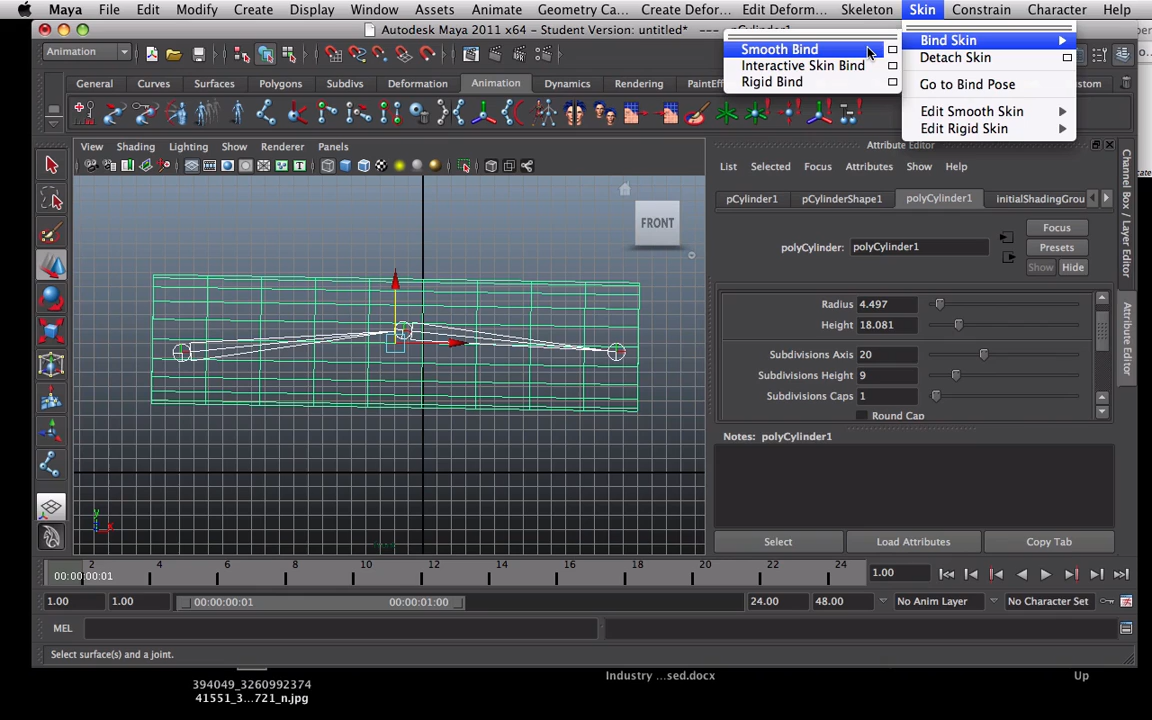 Maya File Edit Modify Create Display Window Assets Animate Geometry Ca... Create Defor... Edit Deform... Skeleton Skin Constrain Character Help
Autodesk Maya 2011 x64 - Student Version: untitled* --- pCylinder1
Animation
Smooth Bind
Interactive Skin Bind
Rigid Bind
Bind Skin
Detach Skin
Go to Bind Pose
Edit Smooth Skin
Edit Rigid Skin
General Curves Surfaces Polygons Subdivs Deformation Animation Dynamics Rendering PaintEff Custom
View Shading Lighting Show Renderer Panels
FRONT
y
x
Attribute Editor
List Selected Focus Attributes Show Help
pCylinder1 pCylinderShape1 polyCylinder1 initialShadingGrou
polyCylinder: polyCylinder1
Focus
Presets
Show Hide
Radius 4.497
Height 18.081
Subdivisions Axis 20
Subdivisions Height 9
Subdivisions Caps 1
Round Cap
Notes: polyCylinder1
Select Load Attributes Copy Tab
Channel Box / Layer Editor
Attribute Editor
2 4 6 8 10 12 14 16 18 20 22 24
00:00:00:01
1.00
1.00 1.00 00:00:00:01 00:00:01:00 24.00 48.00 No Anim Layer No Character Set
MEL
Select surface(s) and a joint.
394049_3260992374
41551_3...721_n.jpg
Industry ...sed.docx
Up